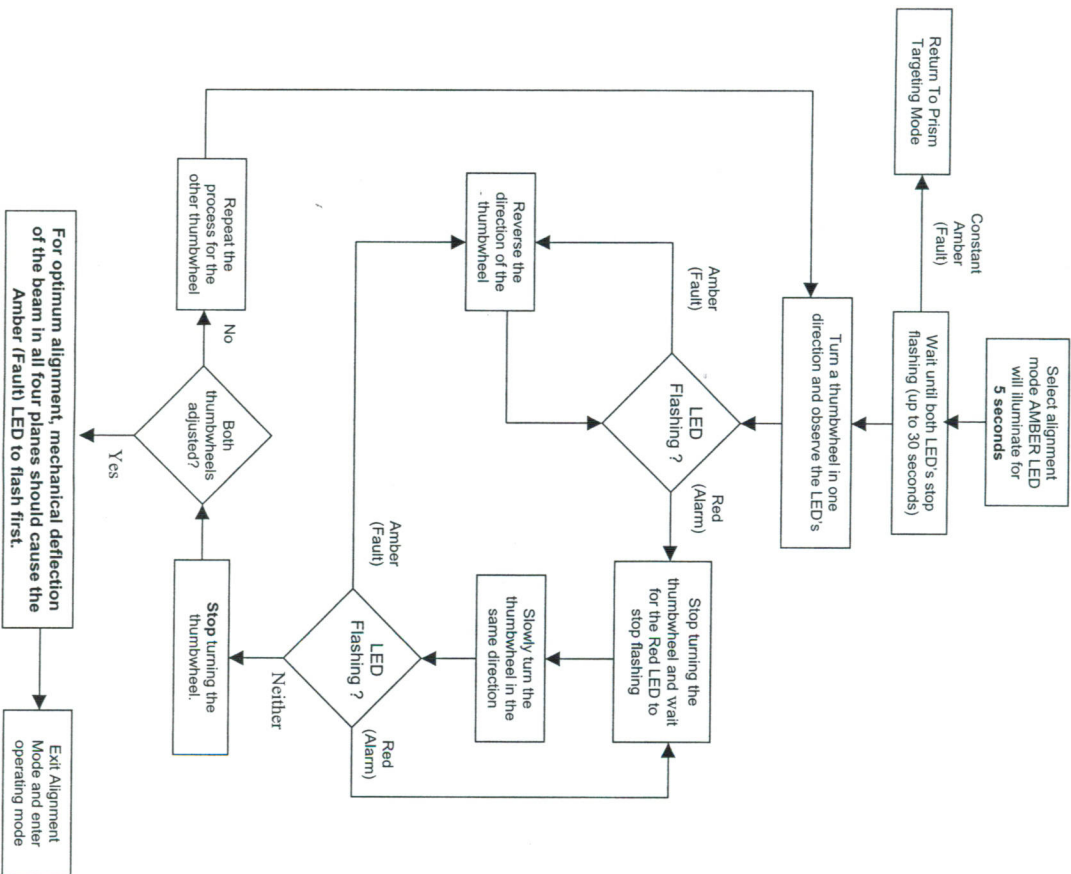 Select alignment
mode AMBER LED
will illuminate for
5 seconds
Wait until both LED's stop
flashing (up to 30 seconds)
Constant
Amber
(Fault)
Return To Prism
Targeting Mode
Turn a thumbwheel in one
direction and observe the LED's
LED
Flashing ?
Amber
(Fault)
Reverse the
direction of the
thumbwheel
Red
(Alarm)
Stop turning the
thumbwheel and wait
for the Red LED to
stop flashing
Slowly turn the
thumbwheel in the
same direction
LED
Flashing ?
Amber
(Fault)
Red
(Alarm)
Neither
Stop turning the
thumbwheel.
Both
thumbwheels
adjusted?
No
Repeat the
process for the
other thumbwheel
Yes
For optimum alignment, mechanical deflection
of the beam in all four planes should cause the
Amber (Fault) LED to flash first.
Exit Alignment
Mode and enter
operating mode